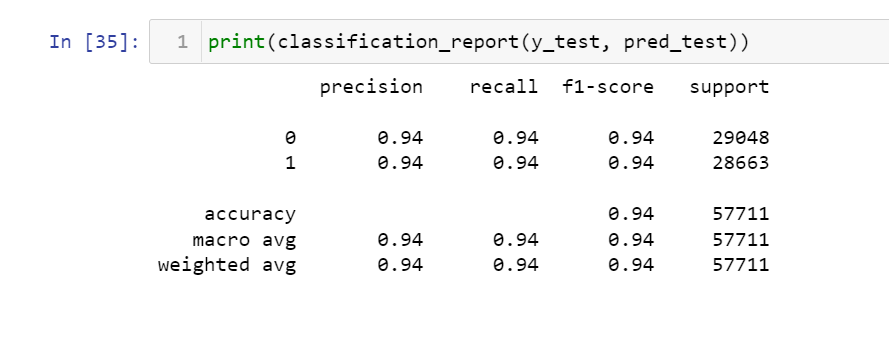 In [35]: 1 print(classification_report(y_test, pred_test))
precision recall f1-score support
0 0.94 0.94 0.94 29048
1 0.94 0.94 0.94 28663
accuracy 0.94 57711
macro avg 0.94 0.94 0.94 57711
weighted avg 0.94 0.94 0.94 57711